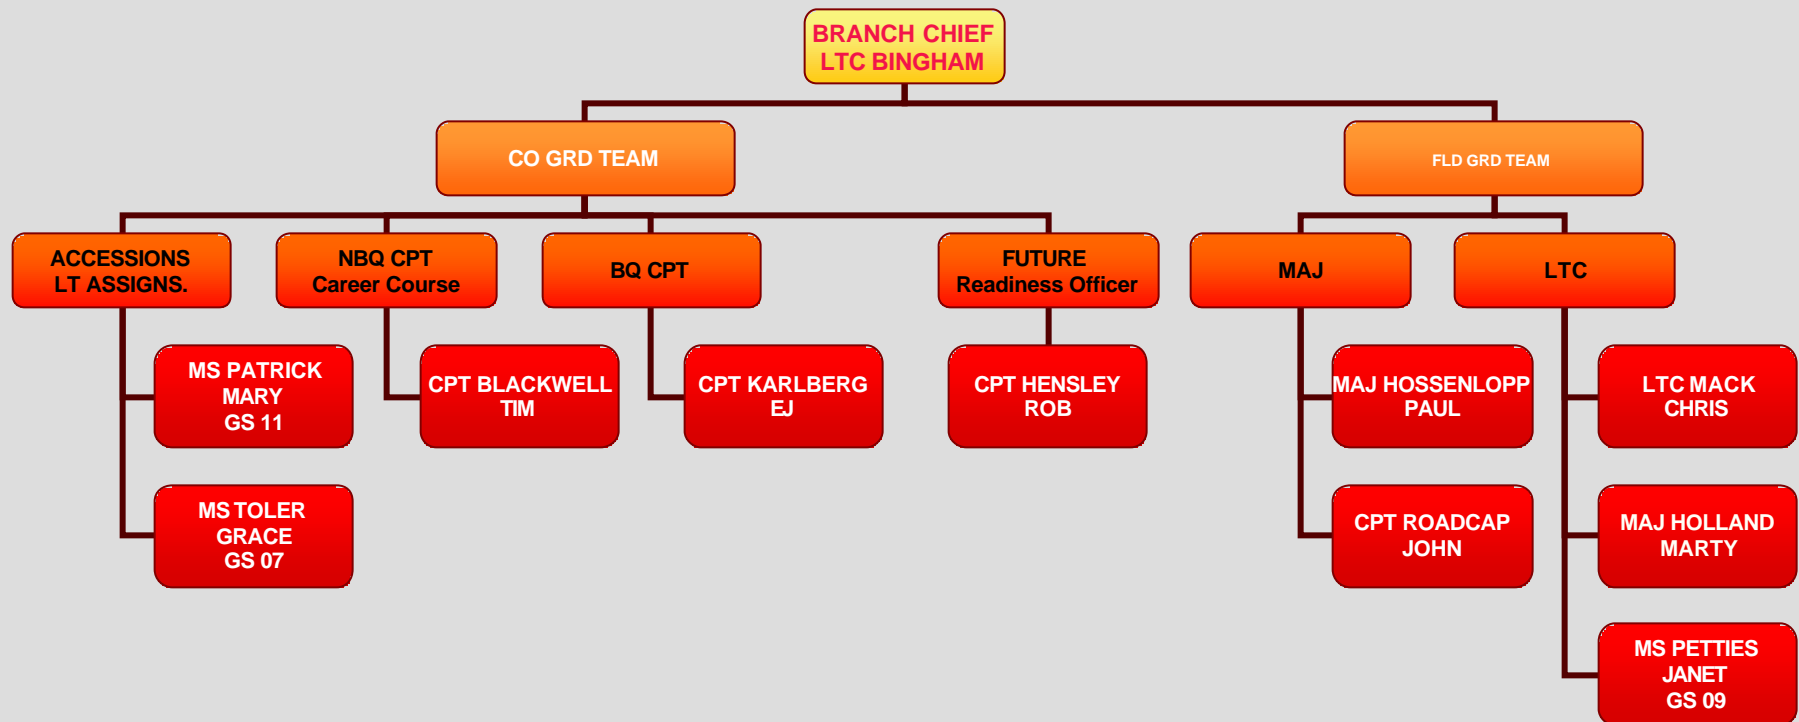 BRANCH CHIEF
LTC BINGHAM
CO GRD TEAM
FLD GRD TEAM
ACCESSIONS
LT ASSIGNS.
NBQ CPT
Career Course
BQ CPT
FUTURE
Readiness Officer
MAJ
LTC
MS PATRICK
MARY
GS 11
CPT BLACKWELL
TIM
CPT KARLBERG
EJ
CPT HENSLEY
ROB
MAJ HOSSENLOPP
PAUL
LTC MACK
CHRIS
MS TOLER
GRACE
GS 07
CPT ROADCAP
JOHN
MAJ HOLLAND
MARTY
MS PETTIES
JANET
GS 09